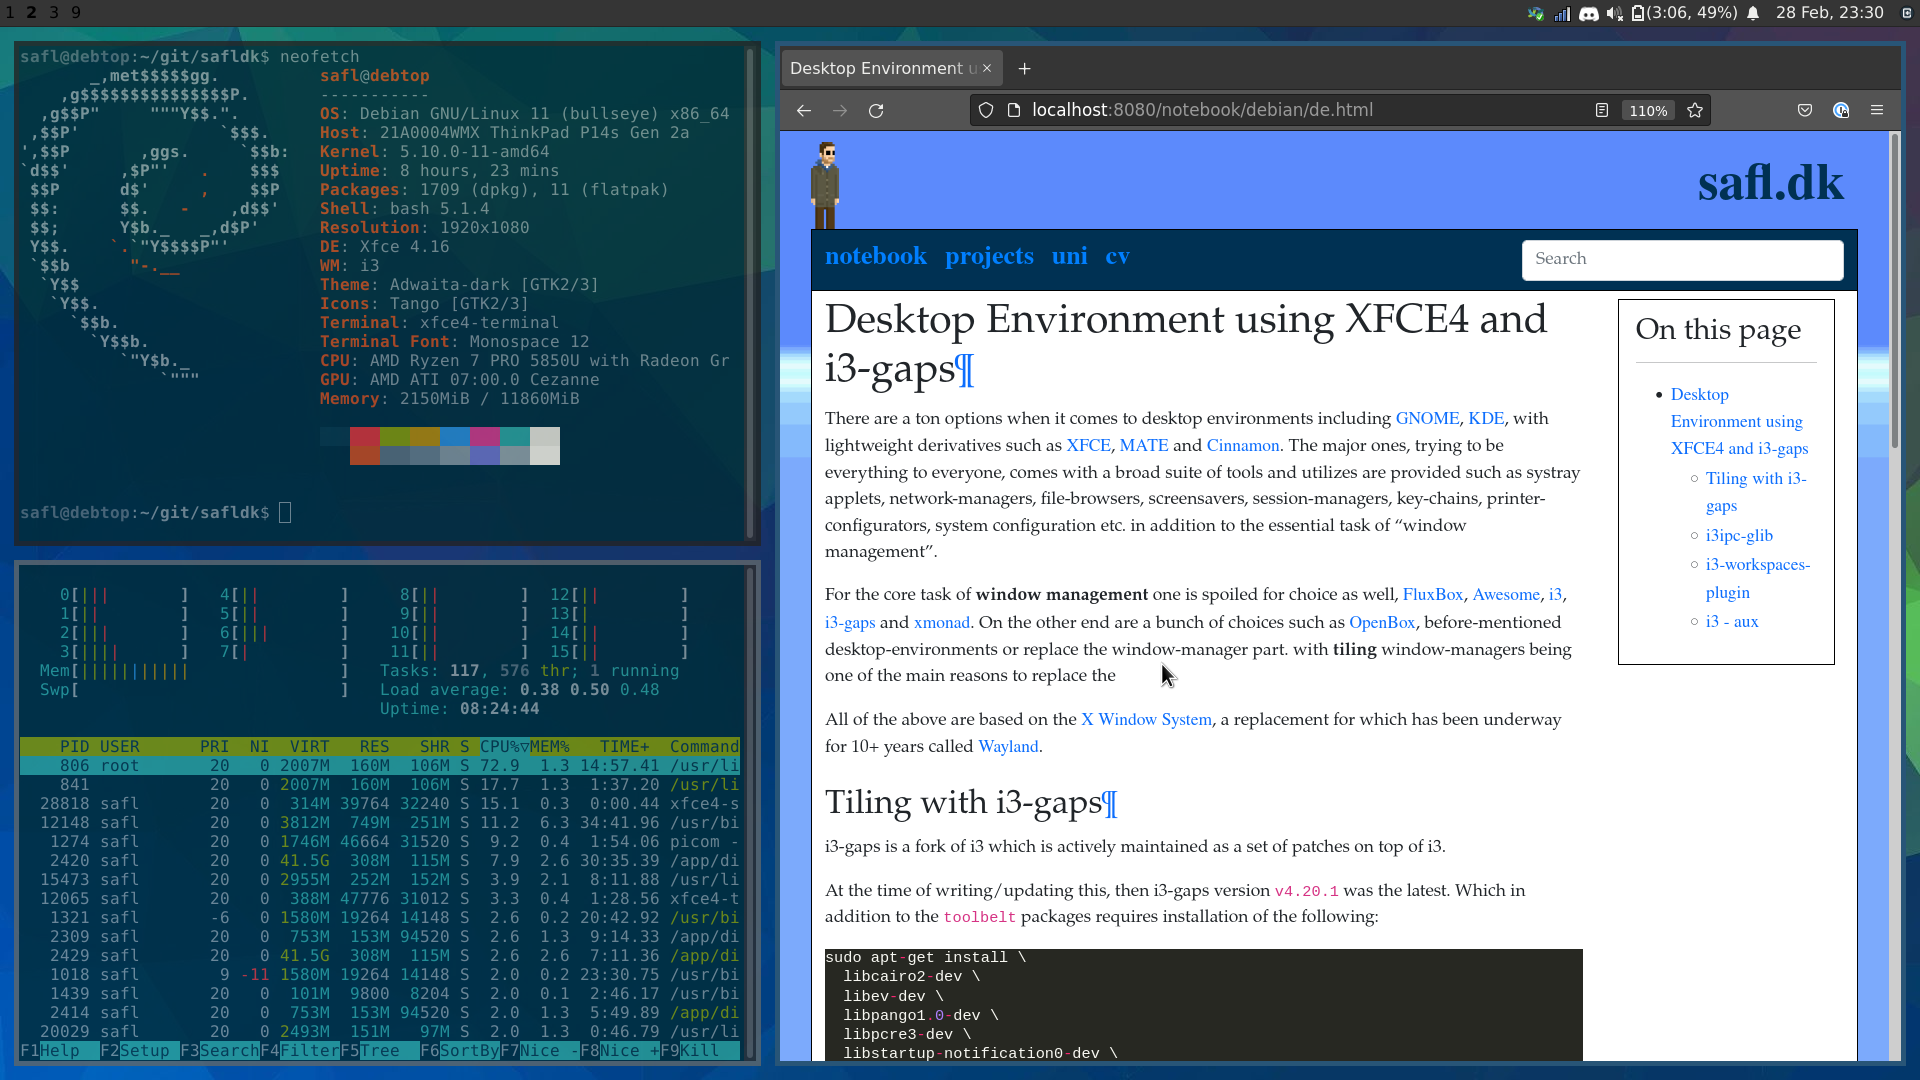 1 2 3 9
(3:06, 49%) 28 Feb, 23:30
safl@debtop:~/git/safldk$ neofetch
_,met$$$$$gg.
,g$$$$$$$$$$$$$$$P.
,g$$P"     """Y$$.".
,$$P'               `$$$.
',$$P       ,ggs.     `$$b:
`d$$'     ,$P"'   .    $$$
$$P      d$'     ,    $$P
$$:      $$.   -    ,d$$'
$$;      Y$b._   _,d$P'
Y$$.    `.`"Y$$$$P"'
`$$b      "-.__
`Y$$
`Y$$.
`$$b.
`Y$$b.
`"Y$b._
`"""
safl@debtop
-----------
OS: Debian GNU/Linux 11 (bullseye) x86_64
Host: 21A0004WMX ThinkPad P14s Gen 2a
Kernel: 5.10.0-11-amd64
Uptime: 8 hours, 23 mins
Packages: 1709 (dpkg), 11 (flatpak)
Shell: bash 5.1.4
Resolution: 1920x1080
DE: Xfce 4.16
WM: i3
Theme: Adwaita-dark [GTK2/3]
Icons: Tango [GTK2/3]
Terminal: xfce4-terminal
Terminal Font: Monospace 12
CPU: AMD Ryzen 7 PRO 5850U with Radeon Gr
GPU: AMD ATI 07:00.0 Cezanne
Memory: 2150MiB / 11860MiB
safl@debtop:~/git/safldk$
0[||| ] 4[|| ] 8[|| ] 12[|| ]
1[|| ] 5[|| ] 9[|| ] 13[| ]
2[||| ] 6[||| ] 10[|| ] 14[|| ]
3[|||| ] 7[| ] 11[|| ] 15[|| ]
Mem[||||||||||| ] Tasks: 117, 576 thr; 1 running
Swp[ ] Load average: 0.38 0.50 0.48
Uptime: 08:24:44
PID USER PRI NI VIRT RES SHR S CPU%▽MEM% TIME+ Command
806 root 20 0 2007M 160M 106M S 72.9 1.3 14:57.41 /usr/li
841 20 0 2007M 160M 106M S 17.7 1.3 1:37.20 /usr/li
28818 safl 20 0 314M 39764 32240 S 15.1 0.3 0:00.44 xfce4-s
12148 safl 20 0 3812M 749M 251M S 11.2 6.3 34:41.96 /usr/bi
1274 safl 20 0 1746M 46664 31520 S 9.2 0.4 1:54.06 picom -
2420 safl 20 0 41.5G 308M 115M S 7.9 2.6 30:35.39 /app/di
15473 safl 20 0 2955M 252M 152M S 3.9 2.1 8:11.88 /usr/li
12065 safl 20 0 388M 47776 31012 S 3.3 0.4 1:28.56 xfce4-t
1321 safl -6 0 1580M 19264 14148 S 2.6 0.2 20:42.92 /usr/bi
2309 safl 20 0 753M 153M 94520 S 2.6 1.3 9:14.33 /app/di
2429 safl 20 0 41.5G 308M 115M S 2.6 2.6 7:11.36 /app/di
1018 safl 9 -11 1580M 19264 14148 S 2.0 0.2 23:30.75 /usr/bi
1439 safl 20 0 101M 9800 8204 S 2.0 0.1 2:46.17 /usr/bi
2414 safl 20 0 753M 153M 94520 S 2.0 1.3 5:49.89 /app/di
20029 safl 20 0 2493M 151M 97M S 2.0 1.3 0:46.79 /usr/li
F1Help F2Setup F3SearchF4FilterF5Tree F6SortByF7Nice -F8Nice +F9Kill
Desktop Environment u
localhost:8080/notebook/debian/de.html 110%
safl.dk
notebook projects uni cv Search
Desktop Environment using XFCE4 and
i3-gaps¶
There are a ton options when it comes to desktop environments including GNOME, KDE, with
lightweight derivatives such as XFCE, MATE and Cinnamon. The major ones, trying to be
everything to everyone, comes with a broad suite of tools and utilizes are provided such as systray
applets, network-managers, file-browsers, screensavers, session-managers, key-chains, printer-
configurators, system configuration etc. in addition to the essential task of “window
management”.
For the core task of window management one is spoiled for choice as well, FluxBox, Awesome, i3,
i3-gaps and xmonad. On the other end are a bunch of choices such as OpenBox, before-mentioned
desktop-environments or replace the window-manager part. with tiling window-managers being
one of the main reasons to replace the
All of the above are based on the X Window System, a replacement for which has been underway
for 10+ years called Wayland.
Tiling with i3-gaps¶
i3-gaps is a fork of i3 which is actively maintained as a set of patches on top of i3.
At the time of writing/updating this, then i3-gaps version v4.20.1 was the latest. Which in
addition to the toolbelt packages requires installation of the following:
sudo apt-get install \
libcairo2-dev \
libev-dev \
libpango1.0-dev \
libpcre3-dev \
libstartup-notification0-dev \
On this page
Desktop
Environment using
XFCE4 and i3-gaps
Tiling with i3-
gaps
i3ipc-glib
i3-workspaces-
plugin
i3 - aux